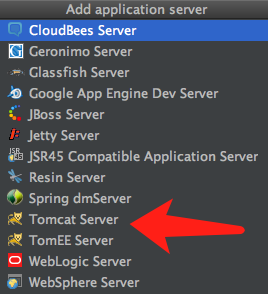 Add application server
CloudBees Server
Geronimo Server
Glassfish Server
Google App Engine Dev Server
JBoss Server
Jetty Server
JSR45 Compatible Application Server
Resin Server
Spring dmServer
Tomcat Server
TomEE Server
WebLogic Server
WebSphere Server